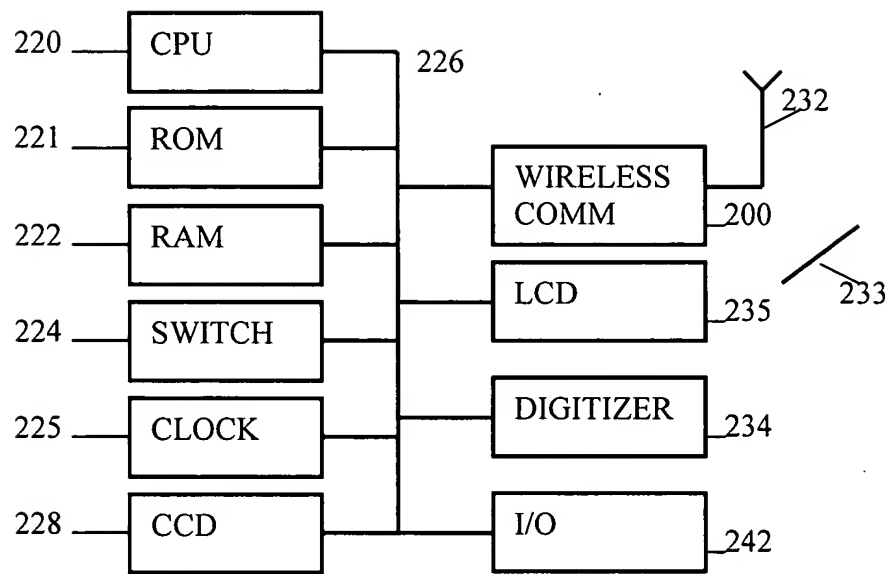 220 CPU
226
232
221 ROM
WIRELESS
COMM
200
222 RAM
LCD
235
233
224 SWITCH
DIGITIZER
234
225 CLOCK
228 CCD
I/O
242